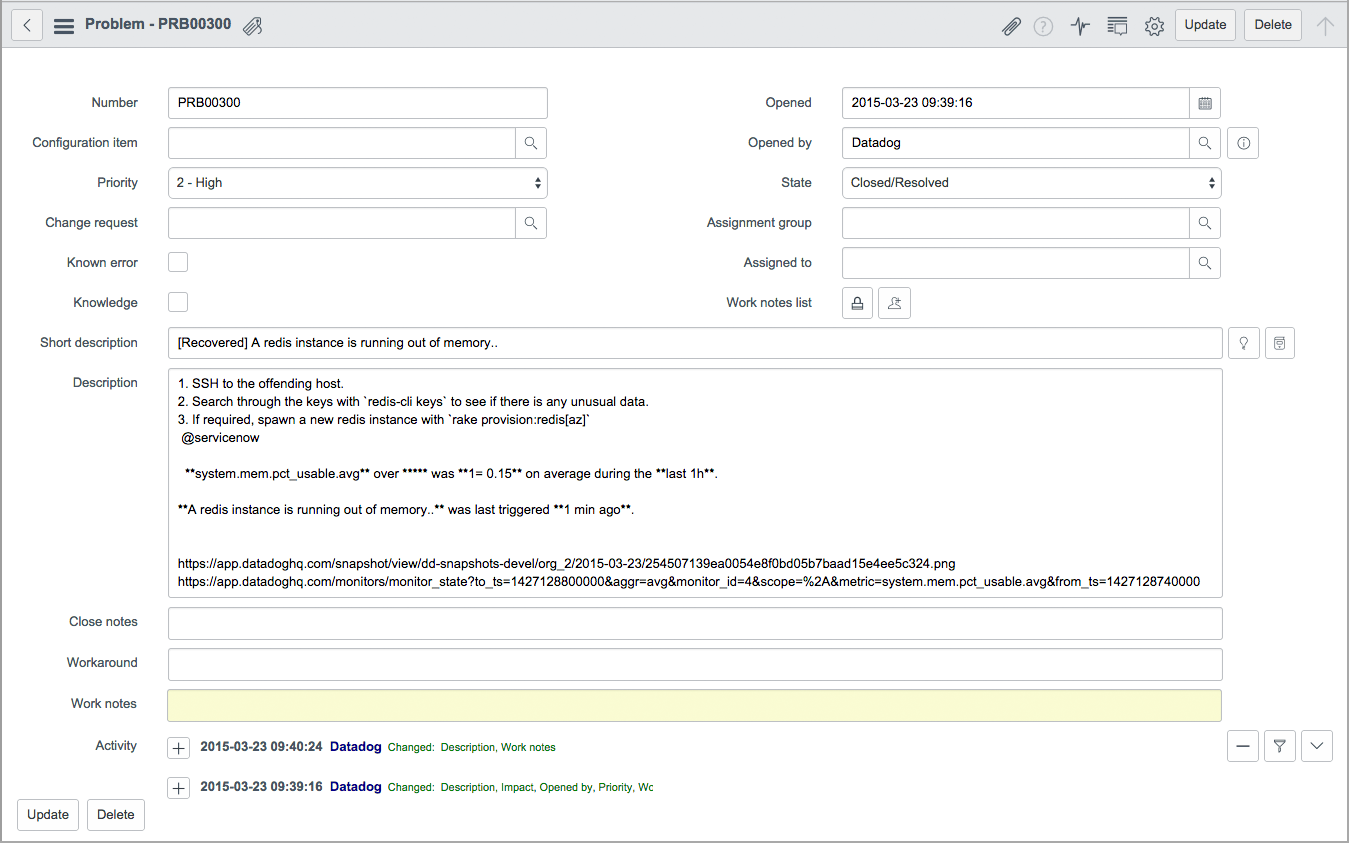 Problem - PRB00300
Update
Delete
Number
PRB00300
Opened
2015-03-23 09:39:16
Configuration item
Opened by
Datadog
Priority
2 - High
State
Closed/Resolved
Change request
Assignment group
Known error
Assigned to
Knowledge
Work notes list
Short description
[Recovered] A redis instance is running out of memory..
Description
1. SSH to the offending host.
2. Search through the keys with `redis-cli keys` to see if there is any unusual data.
3. If required, spawn a new redis instance with `rake provision:redis[az]`
@servicenow
**system.mem.pct_usable.avg** over ***** was **1= 0.15** on average during the **last 1h**.
**A redis instance is running out of memory..** was last triggered **1 min ago**.
https://app.datadoghq.com/snapshot/view/dd-snapshots-devel/org_2/2015-03-23/254507139ea0054e8f0bd05b7baad15e4ee5c324.png
https://app.datadoghq.com/monitors/monitor_state?to_ts=1427128800000&aggr=avg&monitor_id=4&scope=%2A&metric=system.mem.pct_usable.avg&from_ts=1427128740000
Close notes
Workaround
Work notes
Activity
2015-03-23 09:40:24 Datadog Changed: Description, Work notes
2015-03-23 09:39:16 Datadog Changed: Description, Impact, Opened by, Priority, Wc
Update
Delete